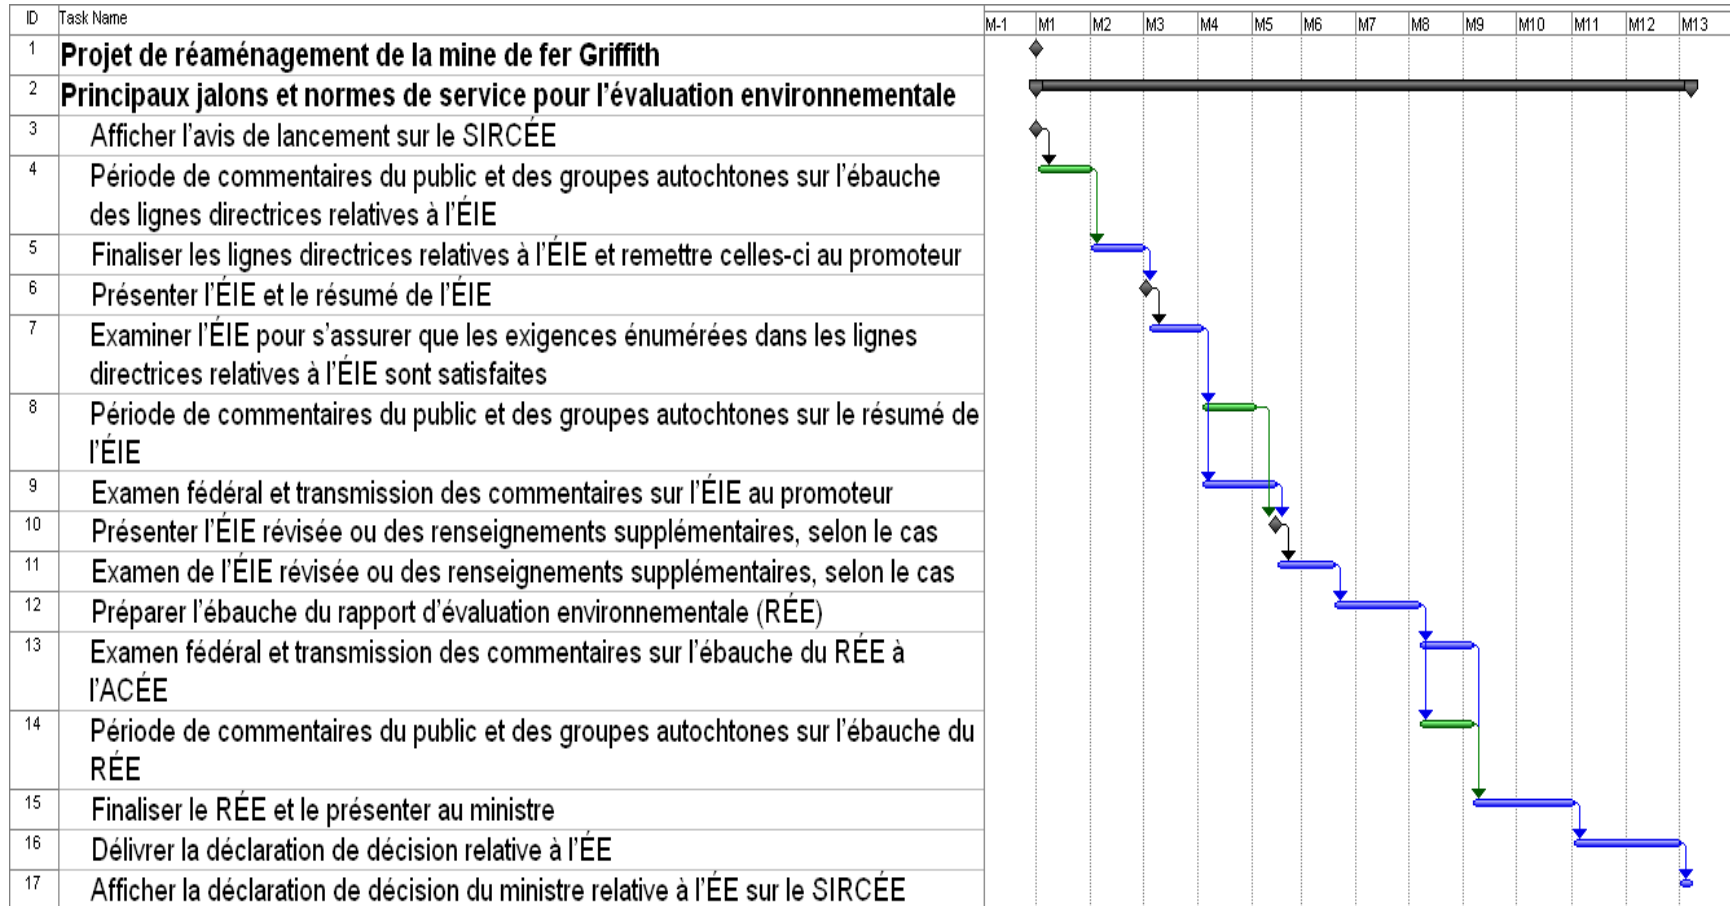 ID Task Name M-1 M1 M2 M3 M4 M5 M6 M7 M8 M9 M10 M11 M12 M13
1 Projet de réaménagement de la mine de fer Griffith
2 Principaux jalons et normes de service pour l'évaluation environnementale
3 Afficher l'avis de lancement sur le SIRCÉE
4 Période de commentaires du public et des groupes autochtones sur l'ébauche
des lignes directrices relatives à l'ÉIE
5 Finaliser les lignes directrices relatives à l'ÉIE et remettre celles-ci au promoteur
6 Présenter l'ÉIE et le résumé de l'ÉIE
7 Examiner l'ÉIE pour s'assurer que les exigences énumérées dans les lignes
directrices relatives à l'ÉIE sont satisfaites
8 Période de commentaires du public et des groupes autochtones sur le résumé de
l'ÉIE
9 Examen fédéral et transmission des commentaires sur l'ÉIE au promoteur
10 Présenter l'ÉIE révisée ou des renseignements supplémentaires, selon le cas
11 Examen de l'ÉIE révisée ou des renseignements supplémentaires, selon le cas
12 Préparer l'ébauche du rapport d'évaluation environnementale (RÉE)
13 Examen fédéral et transmission des commentaires sur l'ébauche du RÉE à
l'ACÉE
14 Période de commentaires du public et des groupes autochtones sur l'ébauche du
RÉE
15 Finaliser le RÉE et le présenter au ministre
16 Délivrer la déclaration de décision relative à l'ÉE
17 Afficher la déclaration de décision du ministre relative à l'ÉE sur le SIRCÉE